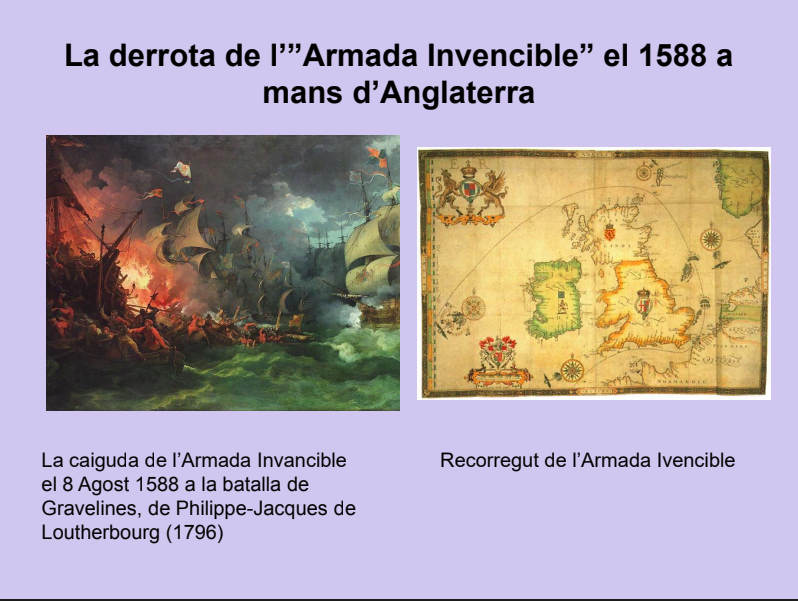 La derrota de l’”Armada Invencible” el 1588 a
mans d’Anglaterra
E R
NORMANDIE
La caiguda de l’Armada Invancible
el 8 Agost 1588 a la batalla de
Gravelines, de Philippe-Jacques de
Loutherbourg (1796)
Recorregut de l’Armada Ivencible